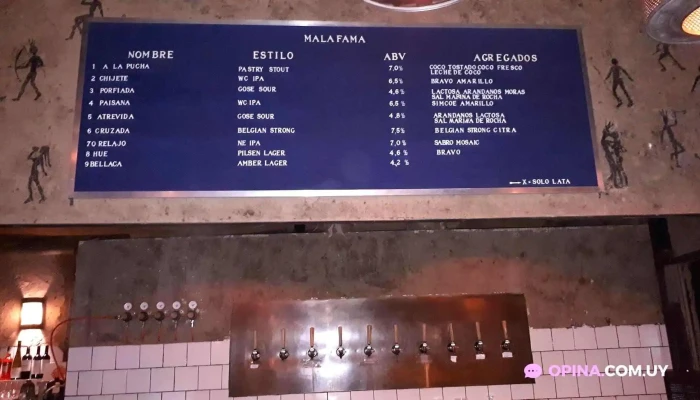 MALAFAMA
NOMBRE ESTILO ABV AGREGADOS
1 A LA PUCHA PASTRY STOUT 7,0% COCO TOSTADO COCO FRESCO
LECHE DE COCO
2 CHIJETE WC IPA 6,5% BRAVO AMARILLO
3 PORFIADA GOSE SOUR 4,6% LACTOSA ARANDANOS MORAS
SAL MARINA DE ROCHA
4 PAISANA WC IPA 6,5 % SIMCOE AMARILLO
5 ATREVIDA GOSE SOUR 4,8% ARANDANOS LACTOSA
SAL MARINA DE ROCHA
6 CRUZADA BELGIAN STRONG 7,5% BELGIAN STRONG CITRA
7 O RELAJO NE IPA 7,0% SABRO MOSAIC
8 HUE PILSEN LAGER 4,6 % BRAVO
9 BELLACA AMBER LAGER 4,2 %
X=SOLO LATA
OPINA.COM.UY